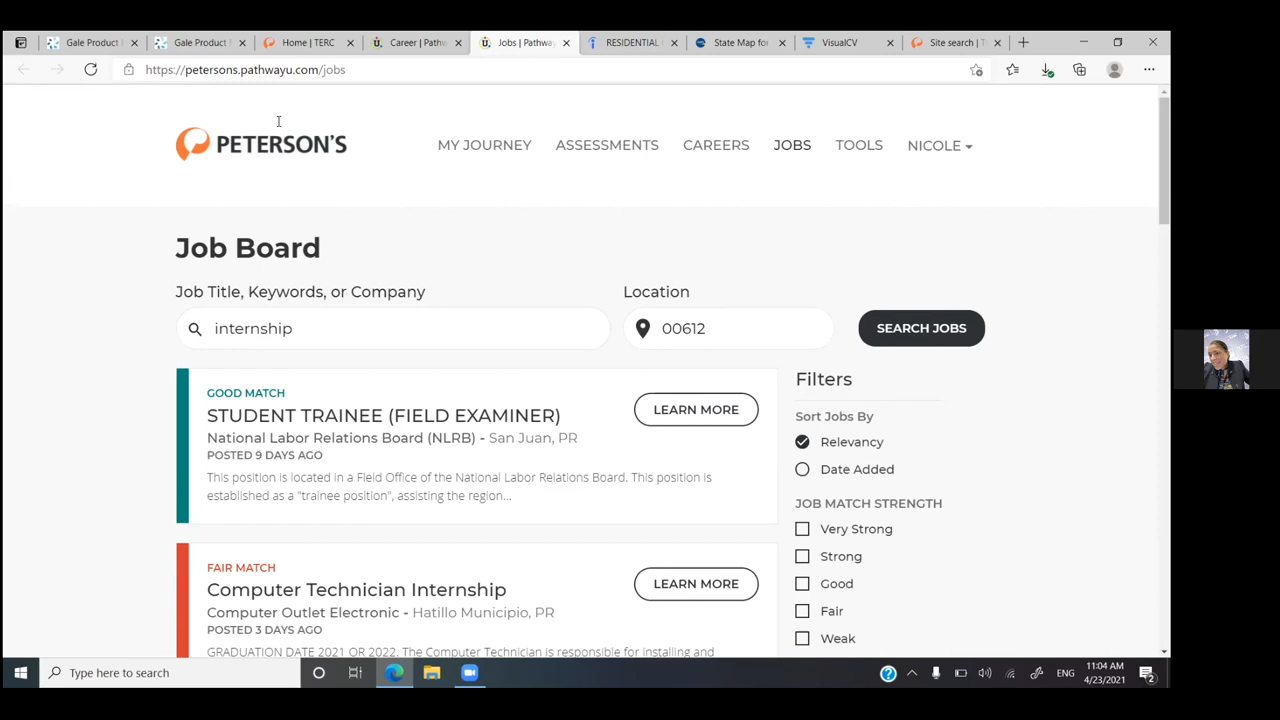 Gale Product
Gale Product
Home | TERC
Career | Pathw
Jobs | Pathway
RESIDENTIAL
State Map for
VisualCV
Site search | T
https://petersons.pathwayu.com/jobs
PETERSON'S
MY JOURNEY
ASSESSMENTS
CAREERS
JOBS
TOOLS
NICOLE
Job Board
Job Title, Keywords, or Company
Location
internship
00612
SEARCH JOBS
GOOD MATCH
STUDENT TRAINEE (FIELD EXAMINER)
LEARN MORE
National Labor Relations Board (NLRB) - San Juan, PR
POSTED 9 DAYS AGO
This position is located in a Field Office of the National Labor Relations Board. This position is
established as a "trainee position", assisting the region...
Filters
Sort Jobs By
Relevancy
Date Added
JOB MATCH STRENGTH
Very Strong
Strong
Good
Fair
Weak
FAIR MATCH
Computer Technician Internship
LEARN MORE
Computer Outlet Electronic - Hatillo Municipio, PR
POSTED 3 DAYS AGO
GRADUATION DATE 2021 OR 2022. The Computer Technician is responsible for installing and
Type here to search
ENG
11:04 AM
4/23/2021
2